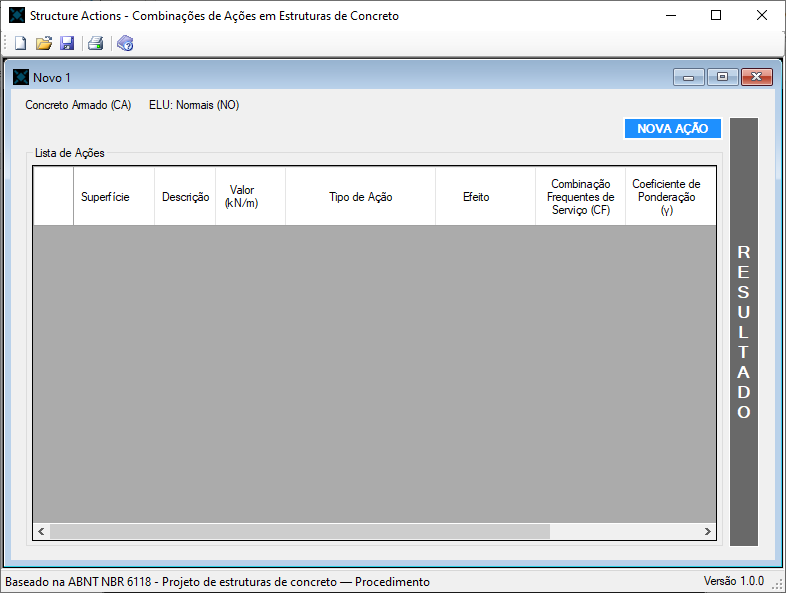 Structure Actions - Combinações de Ações em Estruturas de Concreto
Novo 1
Concreto Armado (CA) ELU: Normais (NO)
NOVA AÇÃO
Lista de Ações
Superfície
Descrição
Valor
(kN/m)
Tipo de Ação
Efeito
Combinação
Frequentes de
Serviço (CF)
Coeficiente de
Ponderação
(γ)
RESULTADO
Baseado na ABNT NBR 6118 - Projeto de estruturas de concreto — Procedimento
Versão 1.0.0